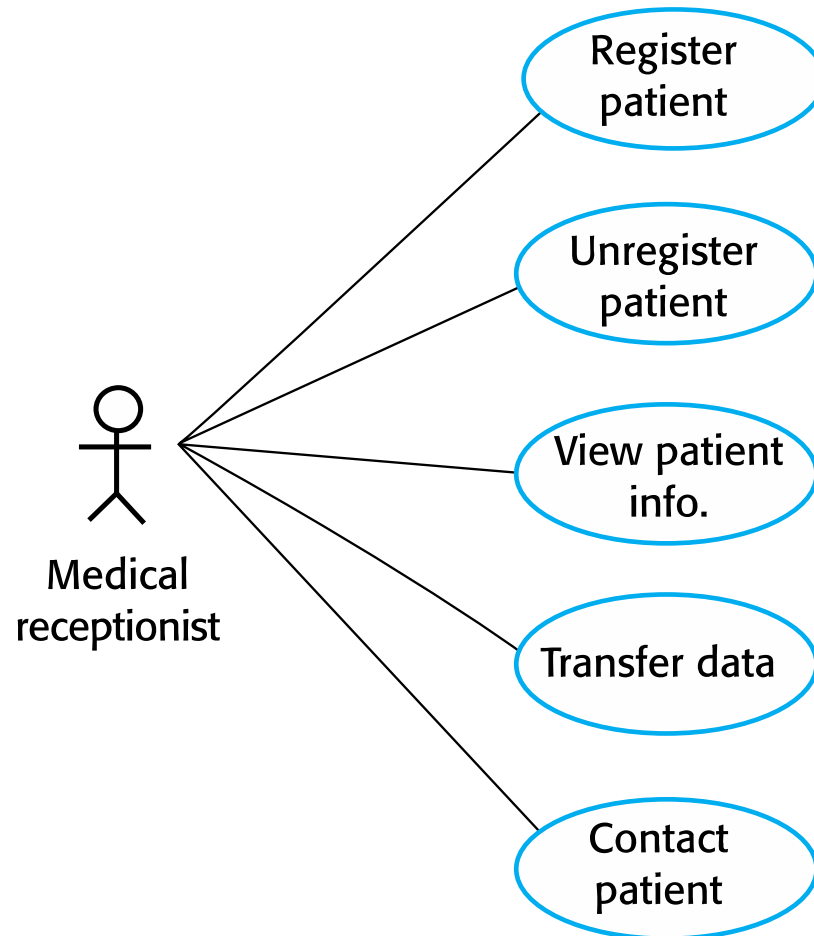 Register
patient
Unregister
patient
View patient
info.
Medical
receptionist
Transfer data
Contact
patient